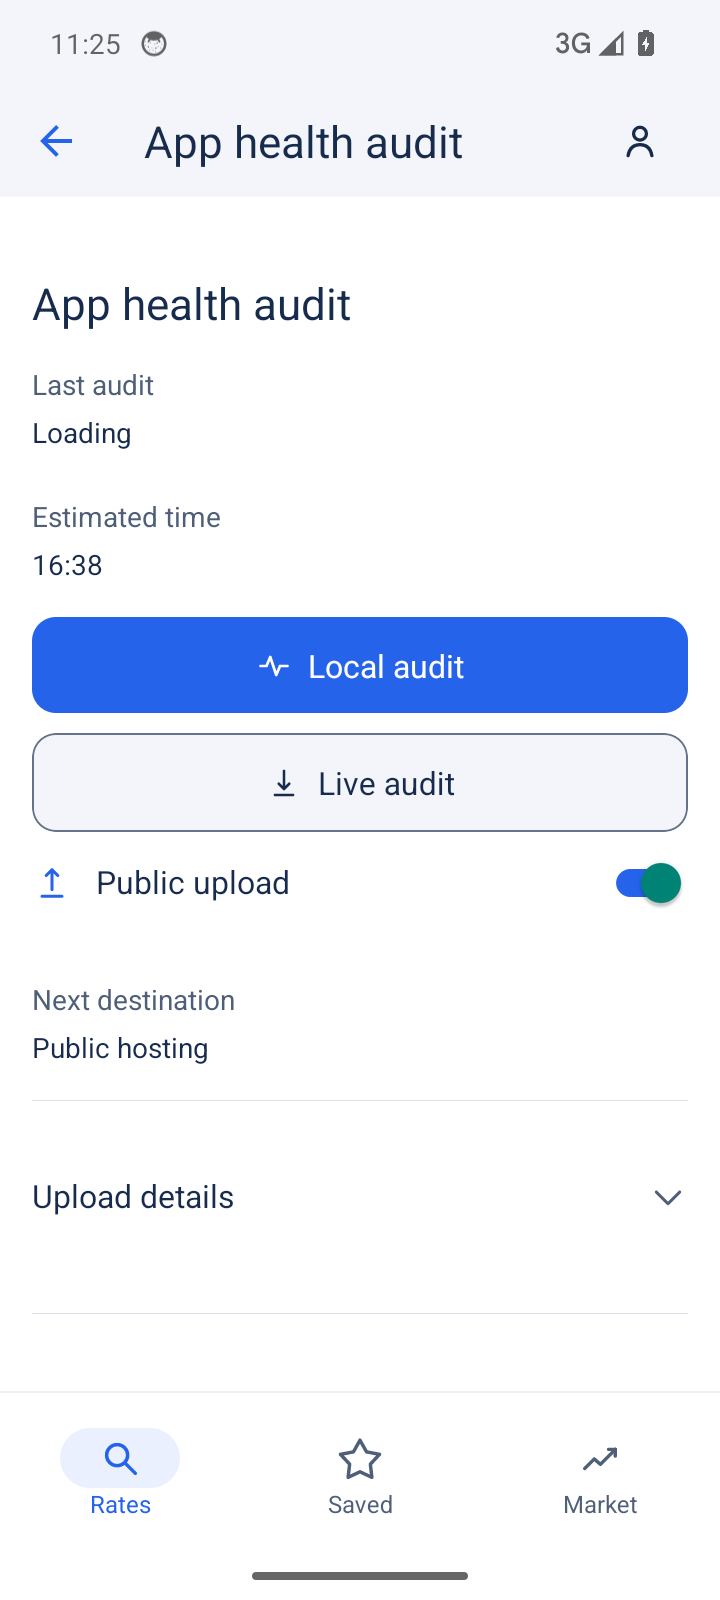 11:25
3G
App health audit
App health audit
Last audit
Loading
Estimated time
16:38
Local audit
Live audit
Public upload
Next destination
Public hosting
Upload details
Rates
Saved
Market